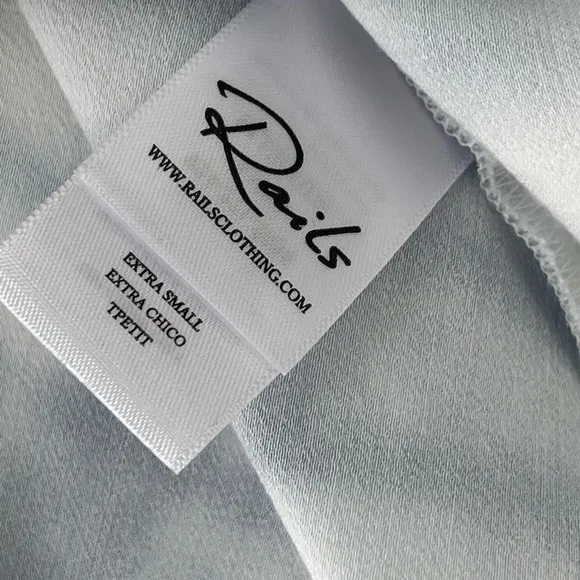 Rails
WWW.RAILSCLOTHING.COM
EXTRA SMALL
EXTRA CHICO
TPETIT